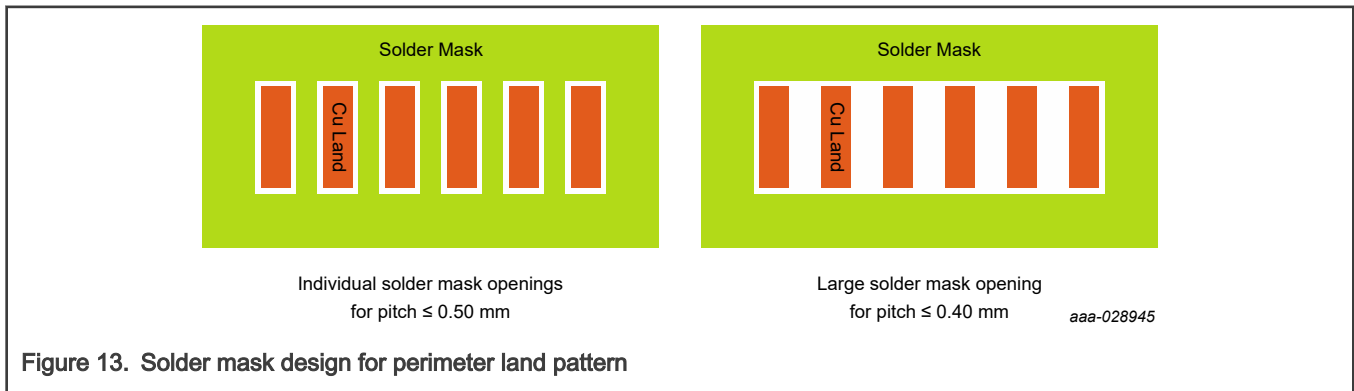 Solder Mask
Cu Land
Individual solder mask openings
for pitch ≤ 0.50 mm
Solder Mask
Cu Land
Large solder mask opening
for pitch ≤ 0.40 mm
aaa-028945
Figure 13. Solder mask design for perimeter land pattern